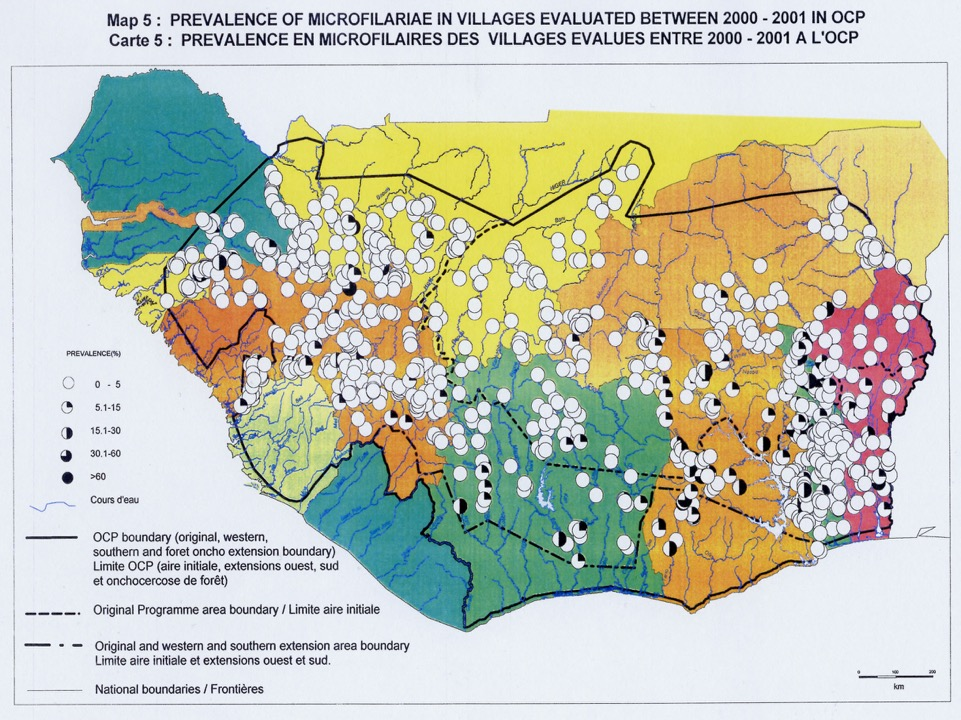 Map 5 : PREVALENCE OF MICROFILARIAE IN VILLAGES EVALUATED BETWEEN 2000 - 2001 IN OCP
Carte 5 : PREVALENCE EN MICROFILAIRES DES VILLAGES EVALUES ENTRE 2000 - 2001 A L'OCP
NIGER
PREVALENCE(%)
0 - 5
5.1-15
15.1-30
30.1-60
>60
Cours d'eau
OCP boundary (original, western,
southern and foret oncho extension boundary)
Limite OCP (aire initiale, extensions ouest, sud
et onchocercose de forêt)
Original Programme area boundary / Limite aire initiale
Original and western and southern extension area boundary
Limite aire initiale et extensions ouest et sud.
National boundaries / Frontières
0 100 200
km